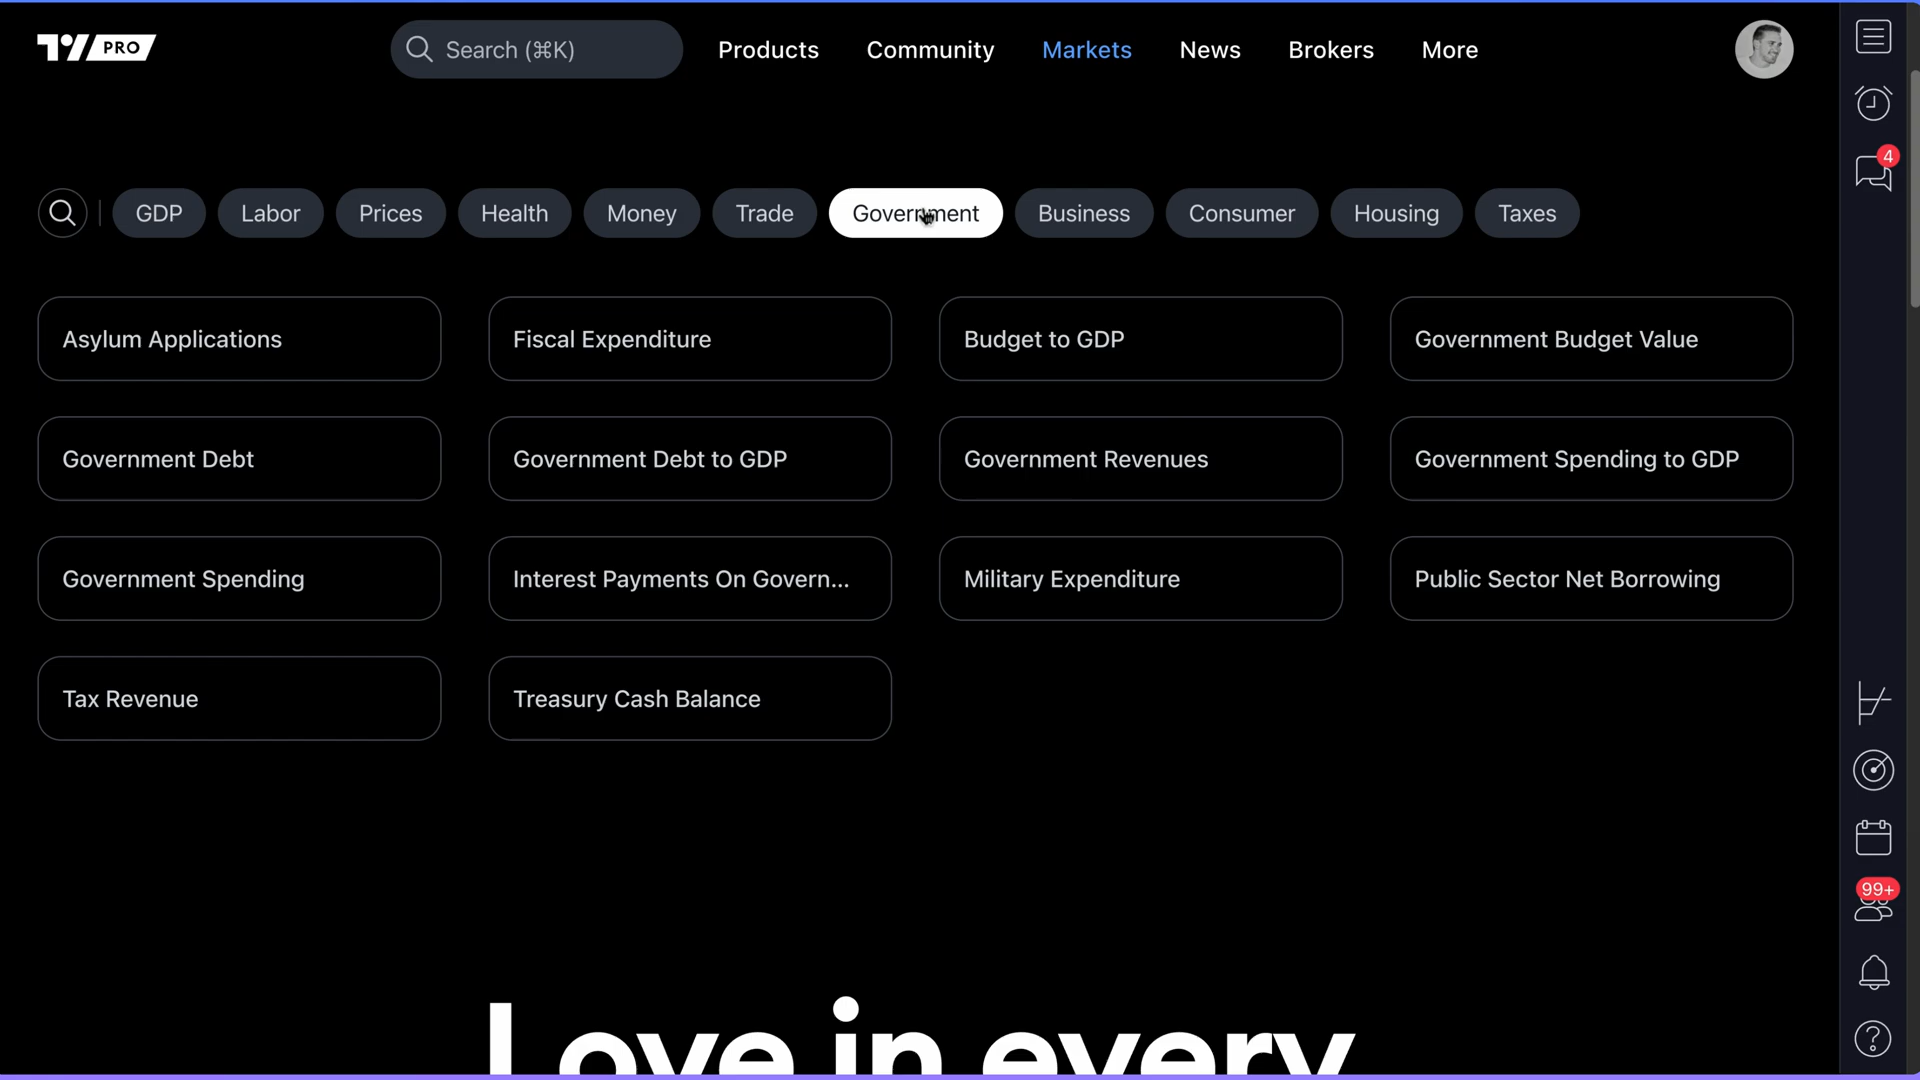 TV PRO
Search (⌘K)
Products
Community
Markets
News
Brokers
More
4
GDP
Labor
Prices
Health
Money
Trade
Government
Business
Consumer
Housing
Taxes
Asylum Applications
Fiscal Expenditure
Budget to GDP
Government Budget Value
Government Debt
Government Debt to GDP
Government Revenues
Government Spending to GDP
Government Spending
Interest Payments On Govern...
Military Expenditure
Public Sector Net Borrowing
Tax Revenue
Treasury Cash Balance
99+
Love in every